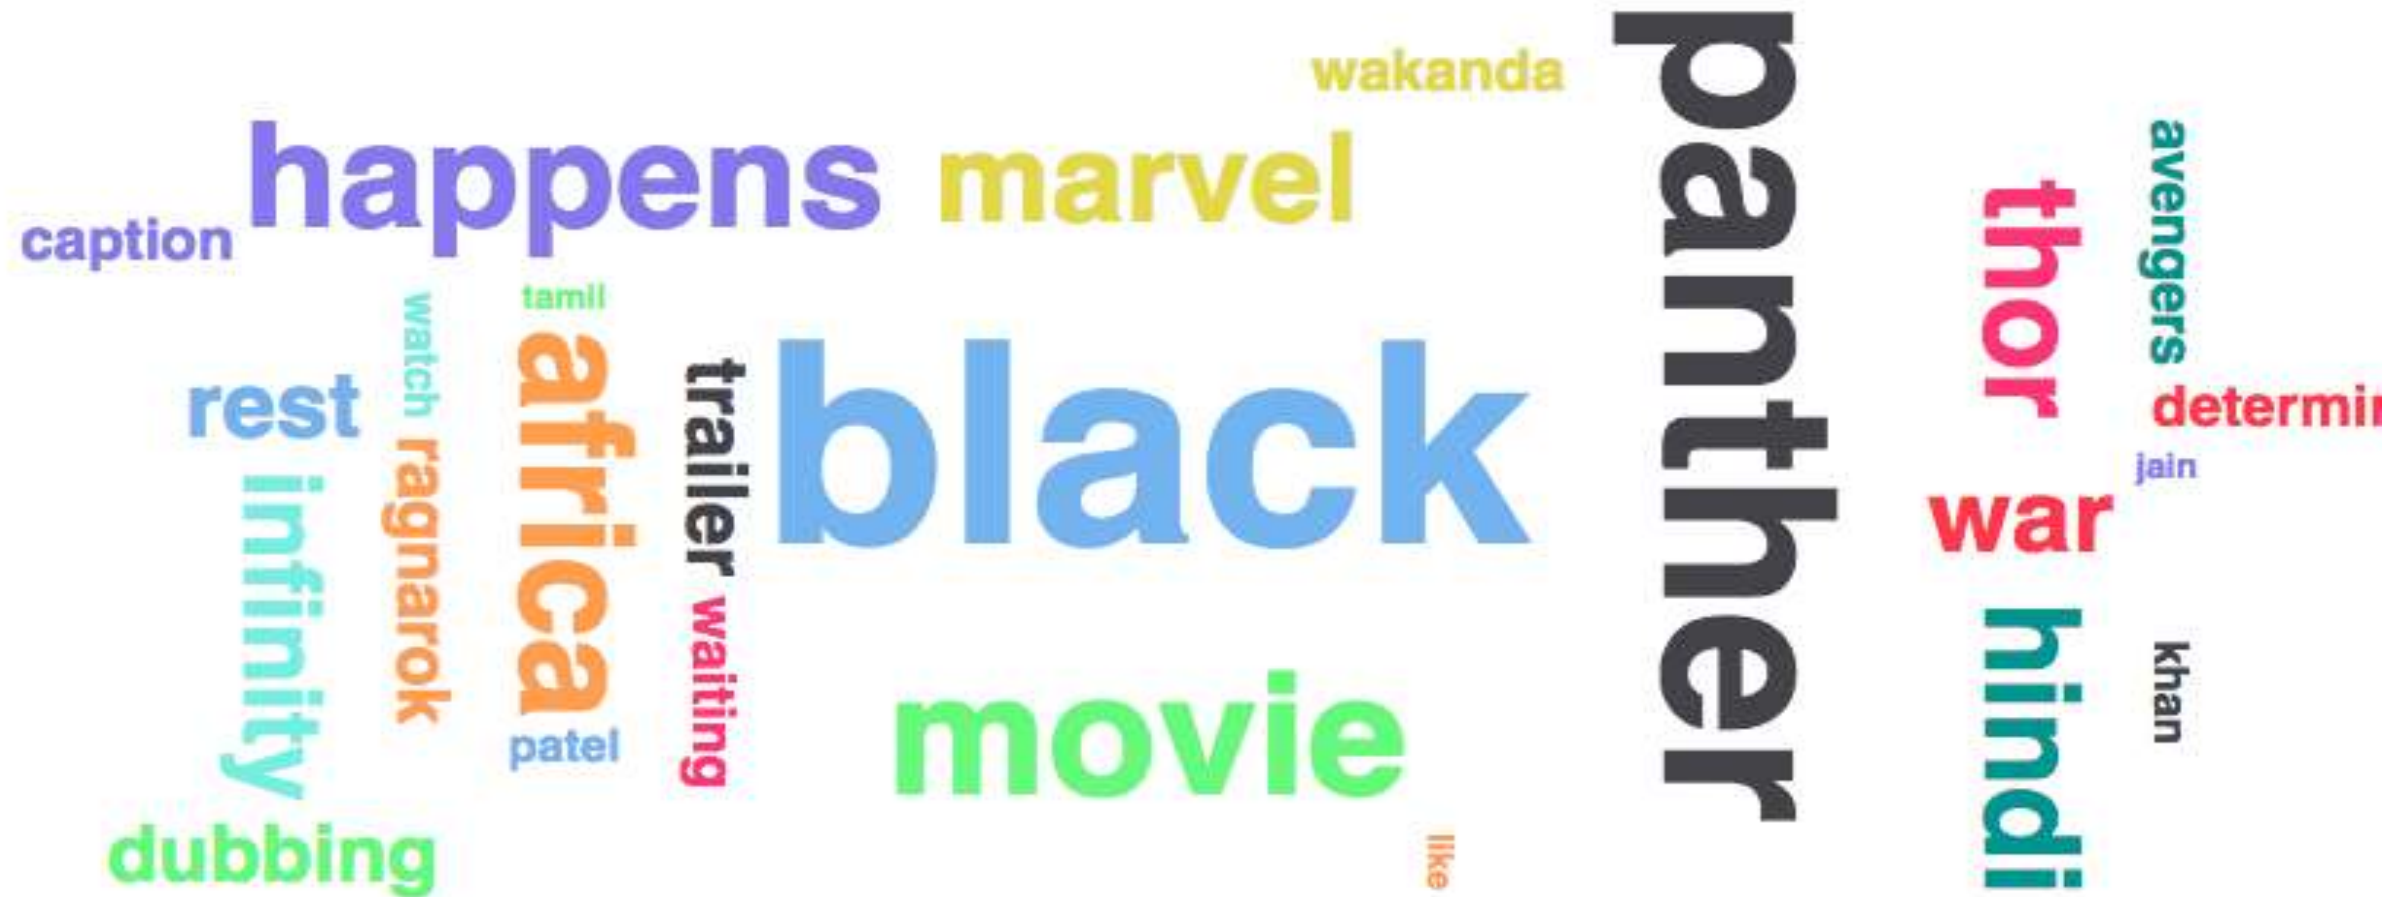 wakanda
panther
happens
marvel
avengers
thor
caption
tamil
watch
africa
trailer
black
rest
determin
ragnarok
jain
infinity
war
waiting
hindi
khan
movie
patel
dubbing
like